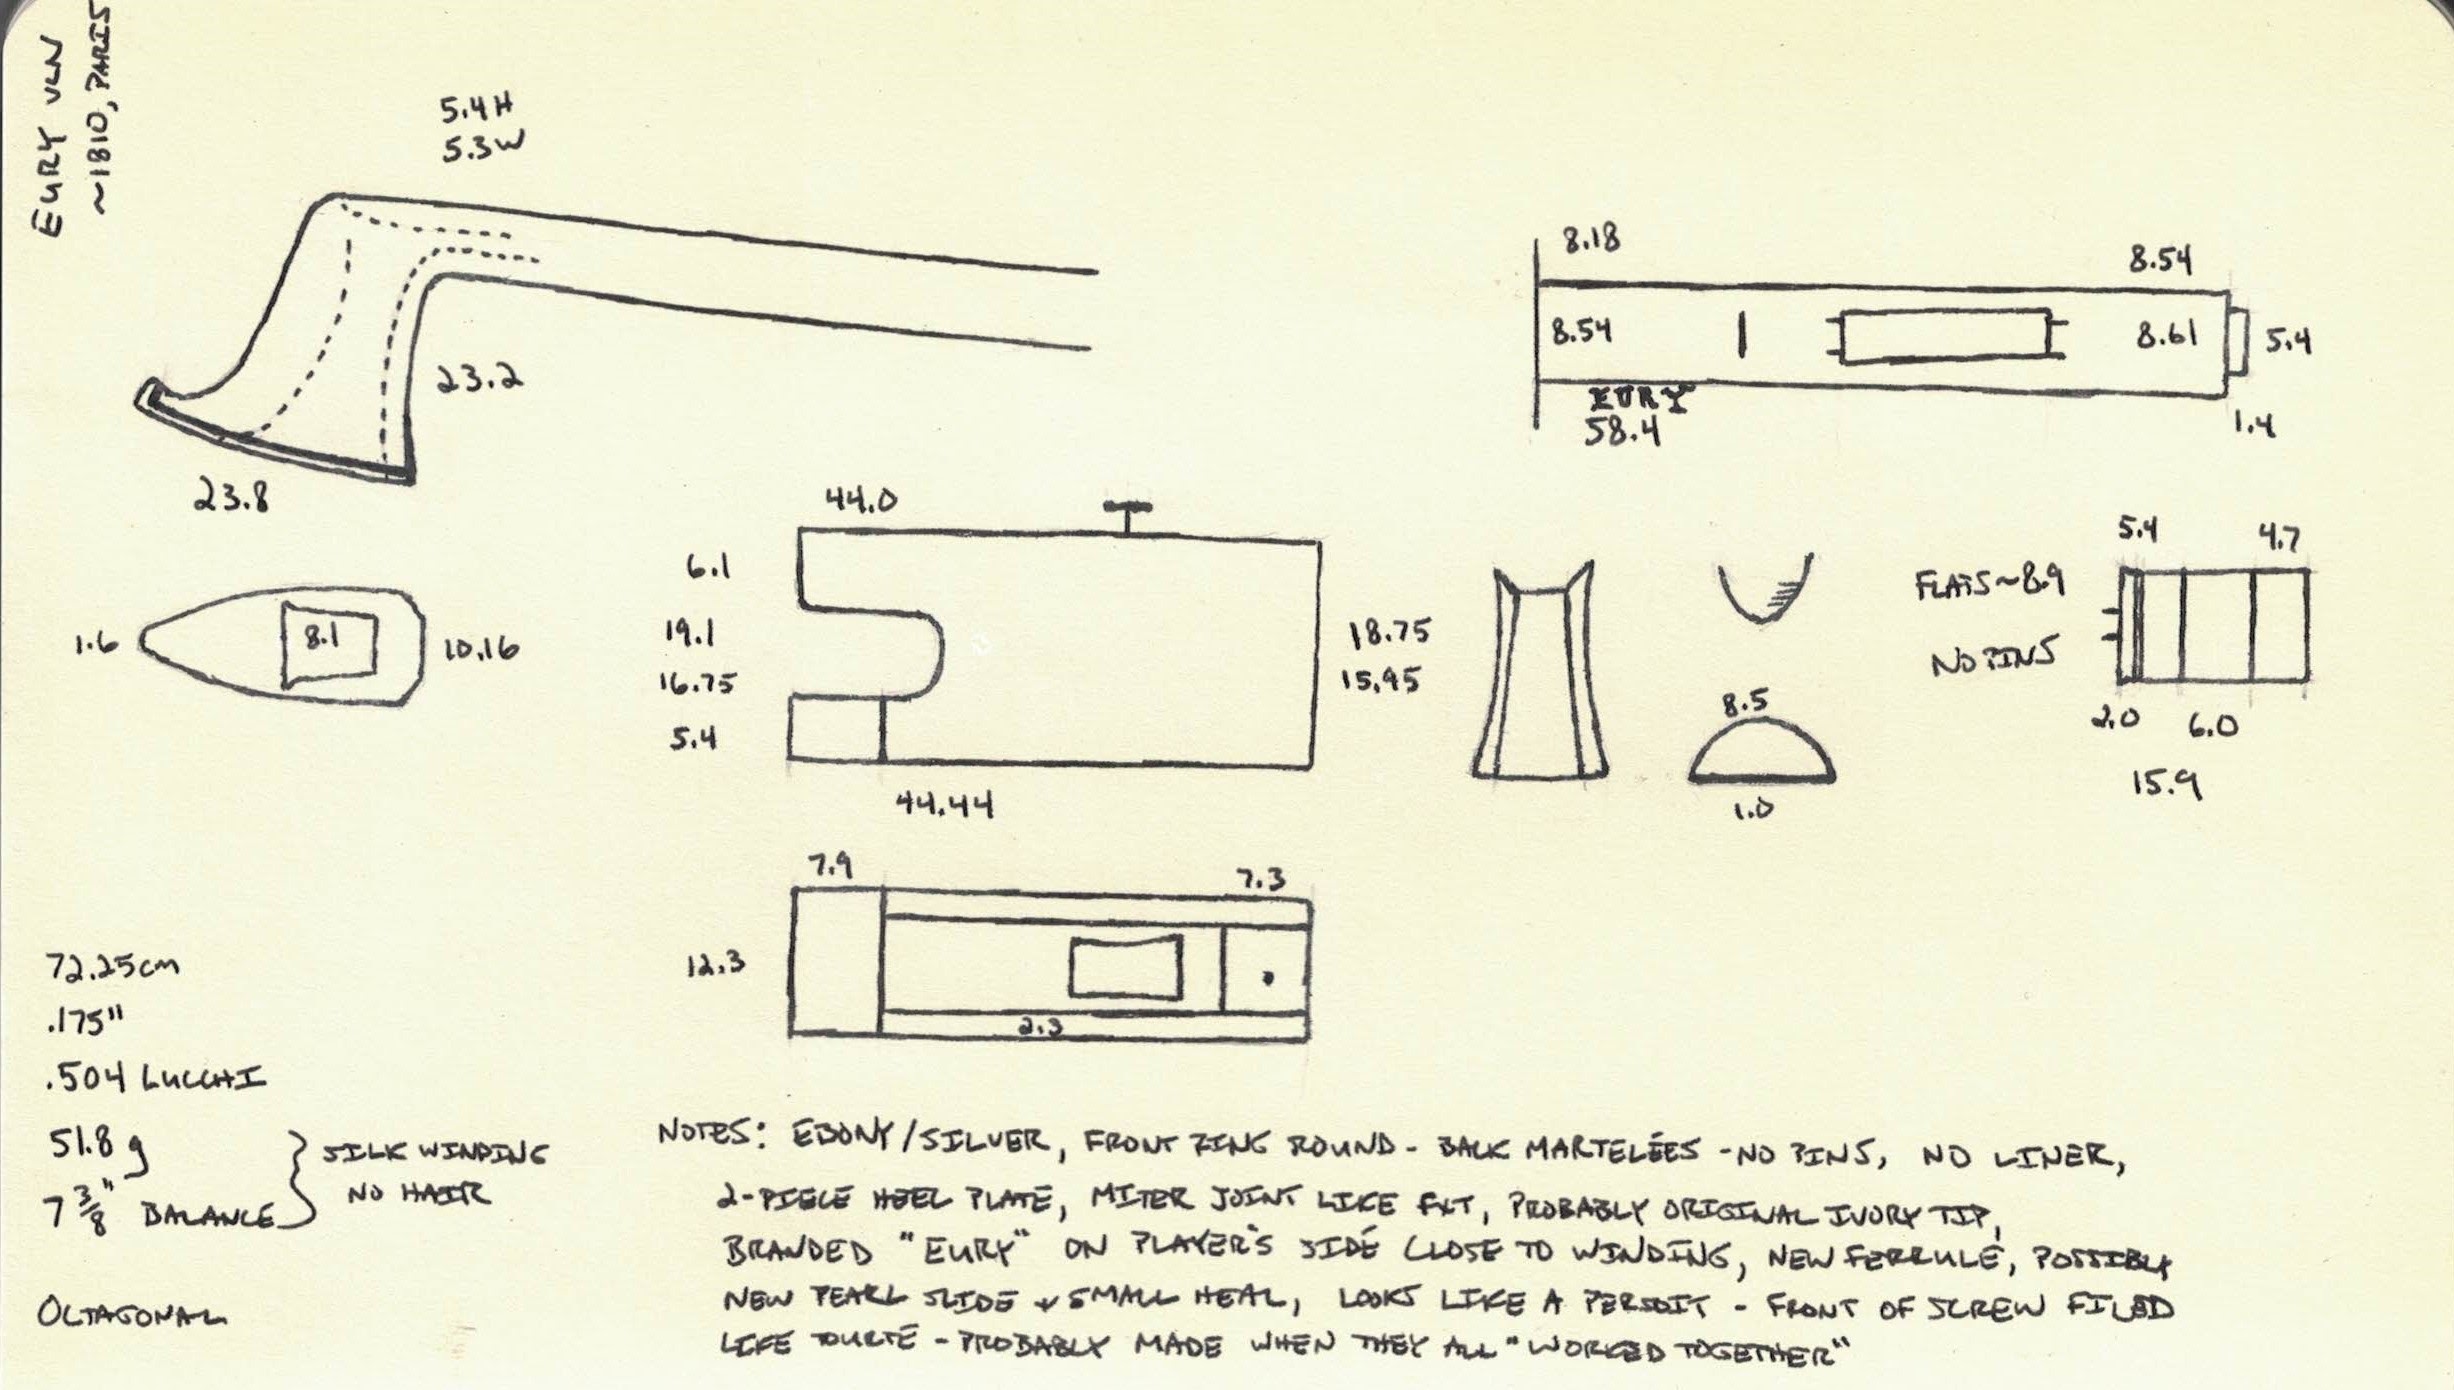 EURY VLN
~1810, PARIS
5.4H
5.3W
23.2
23.8
8.18
8.54
8.54
8.61
5.4
EURY
58.4
1.4
1.6
8.1
10.16
44.0
6.1
19.1
16.75
5.4
18.75
15.95
44.44
8.5
1.0
FLATS ~8.9
NO PINS
5.4
4.7
2.0
6.0
15.9
7.9
7.3
12.3
2.3
72.25cm
.175"
.504 LUCCHI
51.8 g
7 3/8" BALANCE
SILK WINDING
NO HAIR
OCTAGONAL
NOTES: EBONY/SILVER, FRONT RING ROUND - BACK MARTELÉES - NO PINS, NO LINER,
2-PIECE HEEL PLATE, MITER JOINT LIKE FXT, PROBABLY ORIGINAL IVORY TIP,
BRANDED "EURY" ON PLAYER'S SIDE CLOSE TO WINDING, NEW FERRULE, POSSIBLY
NEW PEARL SLIDE + SMALL HEAL, LOOKS LIKE A PERSOIT - FRONT OF SCREW FILED
LIKE TOURTE - PROBABLY MADE WHEN THEY ALL "WORKED TOGETHER"